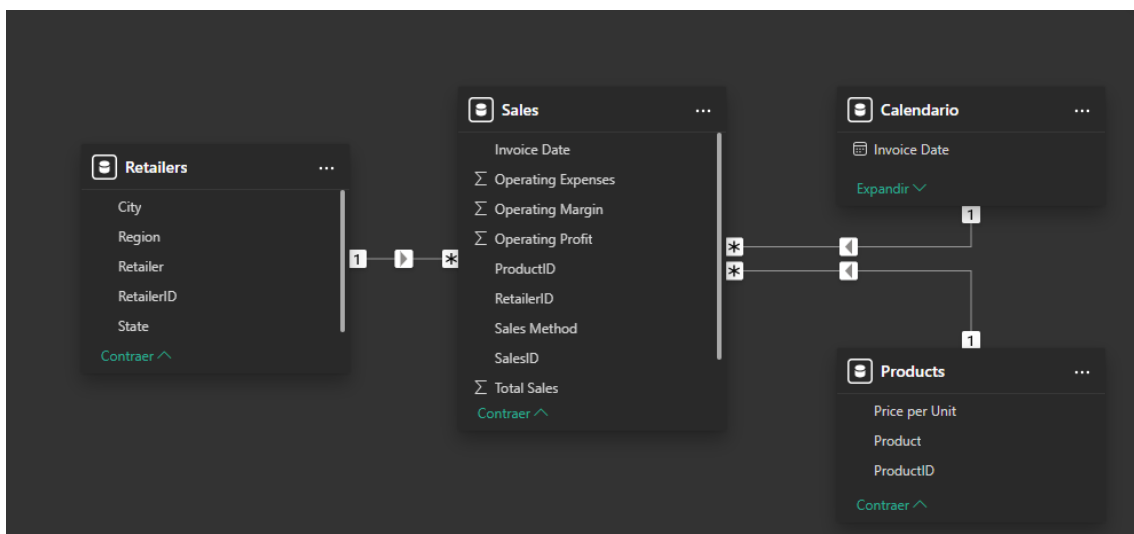 Retailers
...
City
Region
Retailer
RetailerID
State
Contraer
1
*
Sales
...
Invoice Date
Σ Operating Expenses
Σ Operating Margin
Σ Operating Profit
ProductID
RetailerID
Sales Method
SalesID
Σ Total Sales
Contraer
*
*
Calendario
...
Invoice Date
Expandir
1
1
Products
...
Price per Unit
Product
ProductID
Contraer